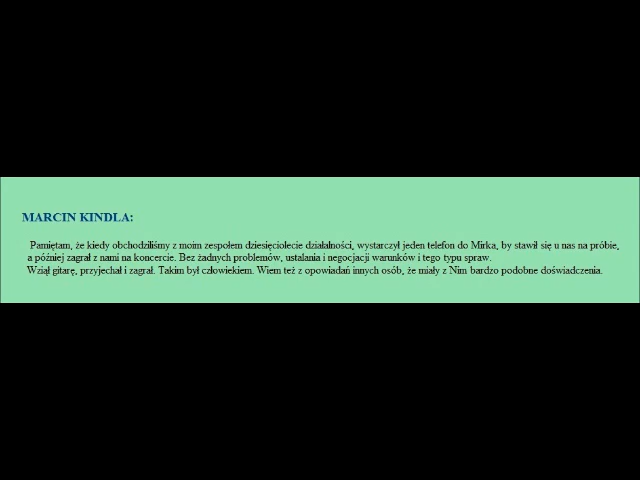 MARCIN KINDLA:
Pamiętam, że kiedy obchodziliśmy z moim zespołem dziesięciolecie działalności, wystarczył jeden telefon do Mirka, by stawił się u nas na próbie,
a później zagrał z nami na koncercie. Bez żadnych problemów, ustalania i negocjacji warunków i tego typu spraw.
Wziął gitarę, przyjechał i zagrał. Takim był człowiekiem. Wiem też z opowiadań innych osób, że miały z Nim bardzo podobne doświadczenia.